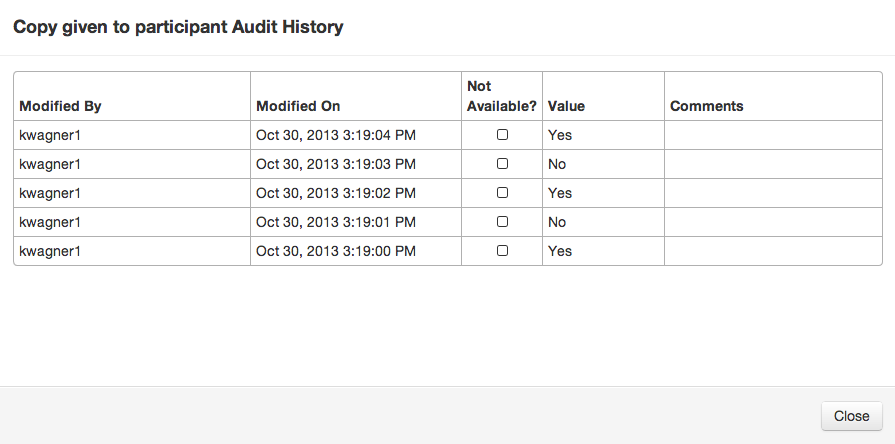 Copy given to participant Audit History
Modified By Modified On Not Available? Value Comments
kwagner1 Oct 30, 2013 3:19:04 PM Yes
kwagner1 Oct 30, 2013 3:19:03 PM No
kwagner1 Oct 30, 2013 3:19:02 PM Yes
kwagner1 Oct 30, 2013 3:19:01 PM No
kwagner1 Oct 30, 2013 3:19:00 PM Yes
Close